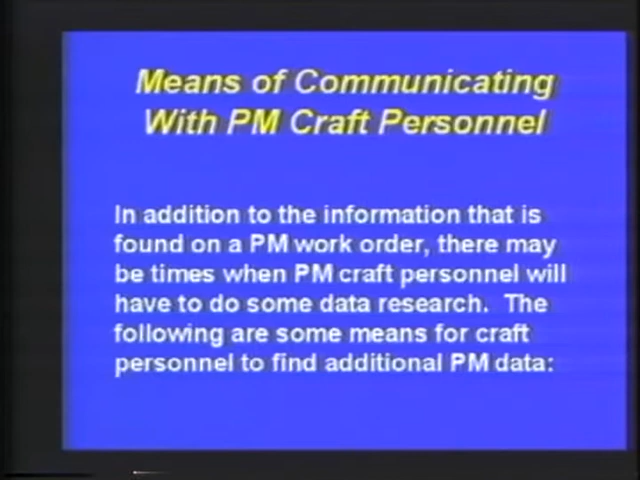 Means of Communicating
With PM Craft Personnel
In addition to the information that is
found on a PM work order, there may
be times when PM craft personnel will
have to do some data research.  The
following are some means for craft
personnel to find additional PM data: